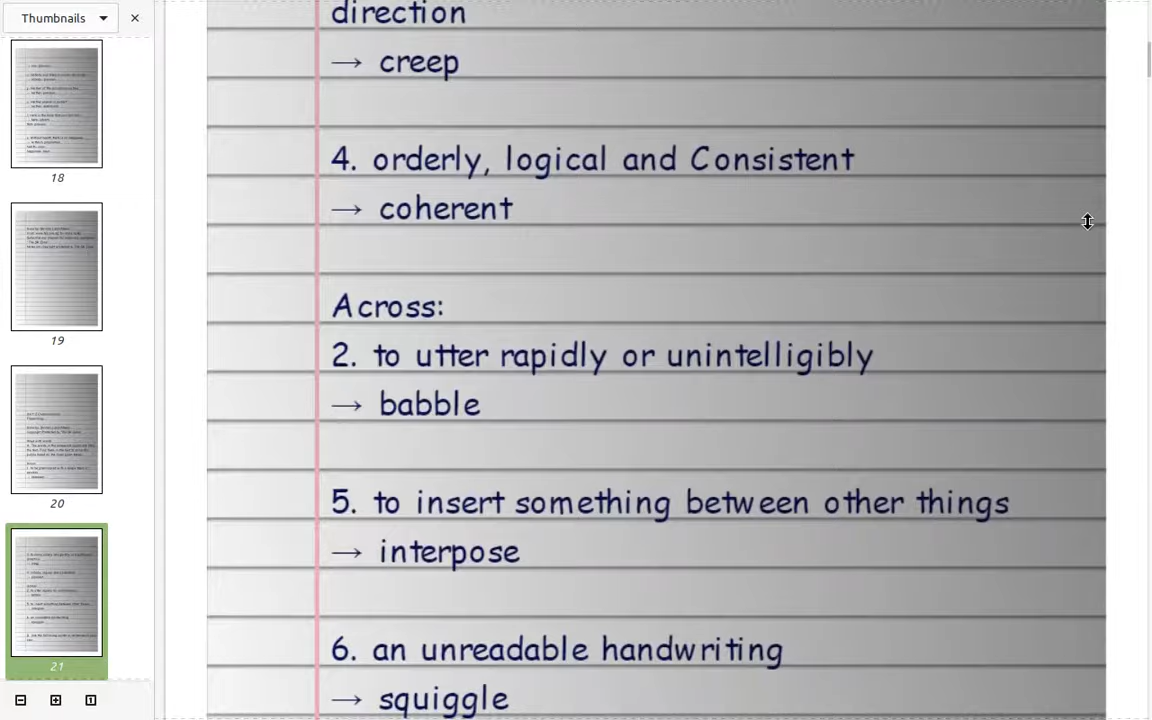 Thumbnails
18
19
20
21
direction
→ creep
4. orderly, logical and Consistent
→ coherent
Across:
2. to utter rapidly or unintelligibly
→ babble
5. to insert something between other things
→ interpose
6. an unreadable handwriting
→ squiggle